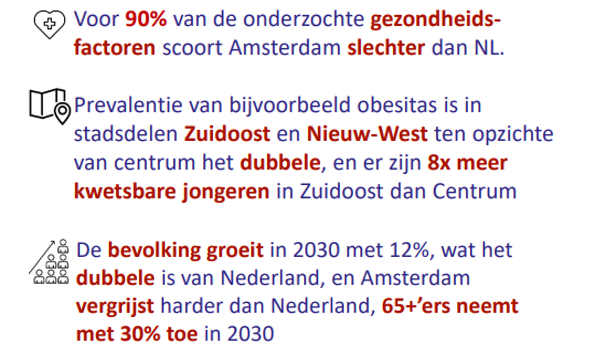 Voor 90% van de onderzochte gezondheids-
factoren scoort Amsterdam slechter dan NL.
Prevalentie van bijvoorbeeld obesitas is in
stadsdelen Zuidoost en Nieuw-West ten opzichte
van centrum het dubbele, en er zijn 8x meer
kwetsbare jongeren in Zuidoost dan Centrum
De bevolking groeit in 2030 met 12%, wat het
dubbele is van Nederland, en Amsterdam
vergrijst harder dan Nederland, 65+'ers neemt
met 30% toe in 2030